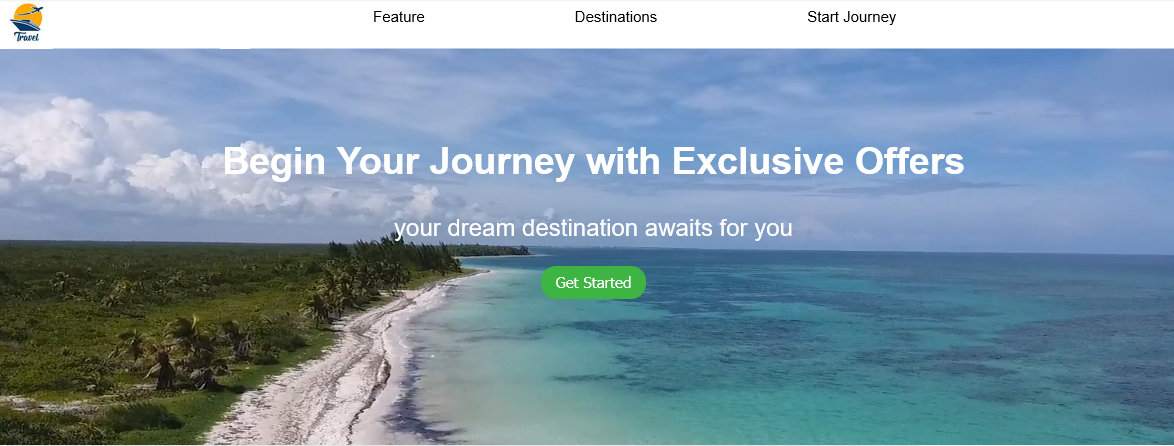 Travel
Feature
Destinations
Start Journey
Begin Your Journey with Exclusive Offers
your dream destination awaits for you
Get Started